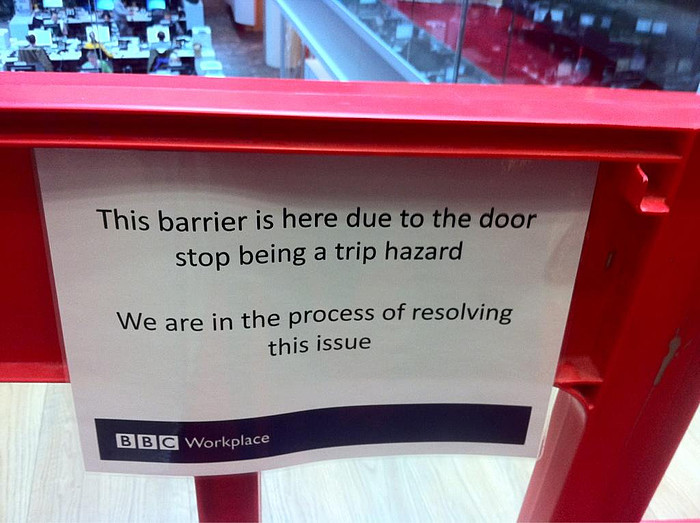 This barrier is here due to the door
stop being a trip hazard
We are in the process of resolving
this issue
BBC Workplace